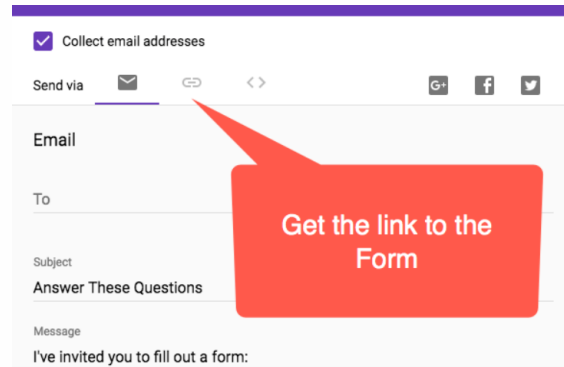 Collect email addresses
Send via
G+
Email
To
Get the link to the
Form
Subject
Answer These Questions
Message
I've invited you to fill out a form: